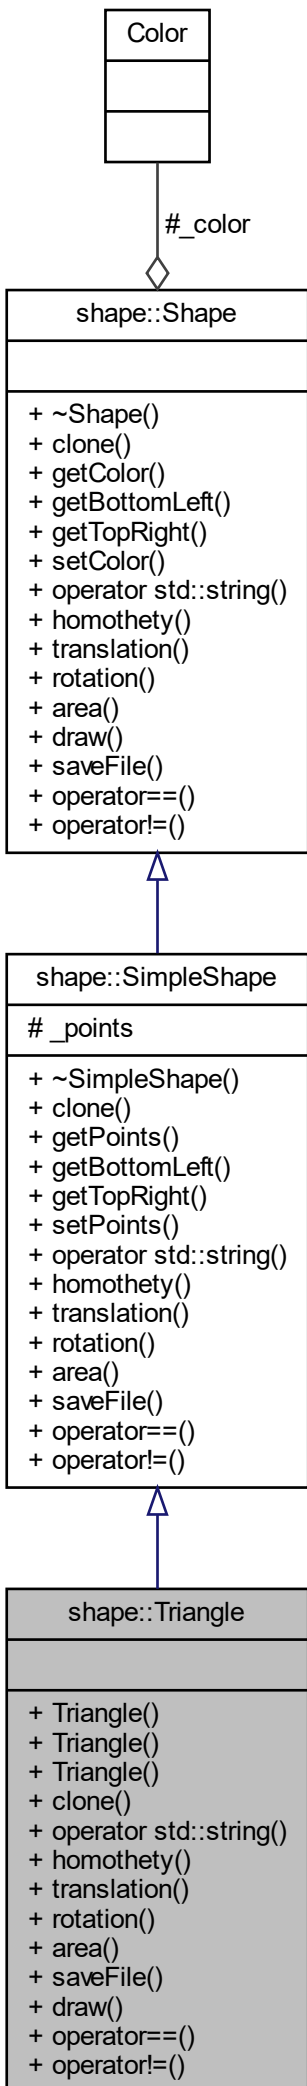 Color
#_color
shape::Shape
+ ~Shape()
+ clone()
+ getColor()
+ getBottomLeft()
+ getTopRight()
+ setColor()
+ operator std::string()
+ homothety()
+ translation()
+ rotation()
+ area()
+ draw()
+ saveFile()
+ operator==()
+ operator!=()
shape::SimpleShape
# _points
+ ~SimpleShape()
+ clone()
+ getPoints()
+ getBottomLeft()
+ getTopRight()
+ setPoints()
+ operator std::string()
+ homothety()
+ translation()
+ rotation()
+ area()
+ saveFile()
+ operator==()
+ operator!=()
shape::Triangle
+ Triangle()
+ Triangle()
+ Triangle()
+ clone()
+ operator std::string()
+ homothety()
+ translation()
+ rotation()
+ area()
+ saveFile()
+ draw()
+ operator==()
+ operator!=()